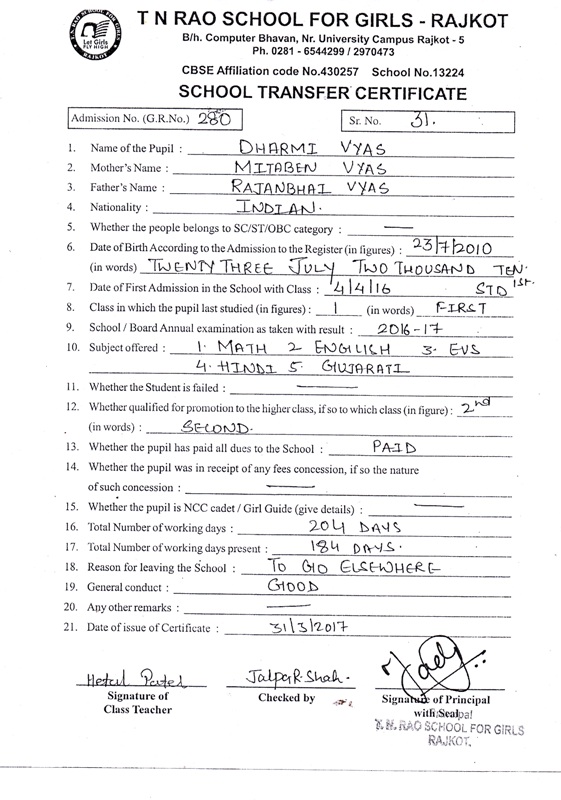 T N RAO SCHOOL FOR GIRLS - RAJKOT
B/h. Computer Bhavan, Nr. University Campus Rajkot - 5
Ph. 0281 - 6544299 / 2970473
Let Girls
FLY HIGH
RAJKOT
CBSE Affiliation code No.430257 School No.13224
SCHOOL TRANSFER CERTIFICATE
Admission No. (G.R.No.) 280 Sr. No. 31.
1. Name of the Pupil : DHARMI VYAS
2. Mother's Name : MITABEN VYAS
3. Father's Name : RAJANBHAI VYAS
4. Nationality : INDIAN.
5. Whether the people belongs to SC/ST/OBC category : —
6. Date of Birth According to the Admission to the Register (in figures) : 23/7/2010
(in words) TWENTY THREE JULY TWO THOUSAND TEN.
7. Date of First Admission in the School with Class : 4/4/16 STD 1st.
8. Class in which the pupil last studied (in figures) : 1 (in words) FIRST
9. School / Board Annual examination as taken with result : 2016-17
10. Subject offered : 1. MATH 2 ENGILICH 3. EVS
4. HINDI 5. GUJARATI
11. Whether the Student is failed : —
12. Whether qualified for promotion to the higher class, if so to which class (in figure) : 2nd
(in words) : SECOND.
13. Whether the pupil has paid all dues to the School : PAID
14. Whether the pupil was in receipt of any fees concession, if so the nature
of such concession : —
15. Whether the pupil is NCC cadet / Girl Guide (give details) : —
16. Total Number of working days : 204 DAYS
17. Total Number of working days present : 184 DAYS.
18. Reason for leaving the School : TO GO ELSEWHERE
19. General conduct : GOOD
20. Any other remarks : —
21. Date of issue of Certificate : 31/3/2017
Hetal Patel Jalpa R. Shah.
Signature of Checked by Signature of Principal
Class Teacher with Seal
T. N. RAO SCHOOL FOR GIRLS
RAJKOT.